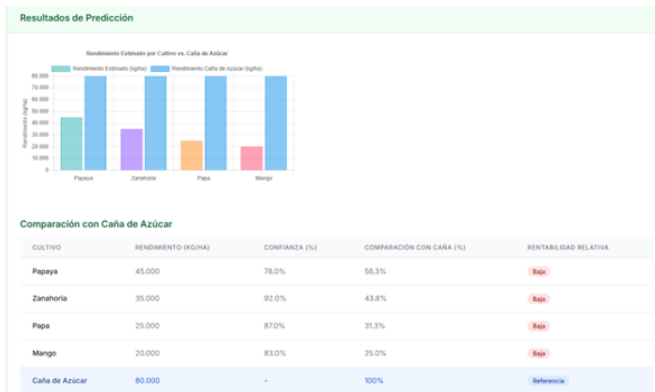 Resultados de Predicción
Rendimiento Estimado por Cultivo vs. Caña de Azúcar
Rendimiento Estimado (kg/ha) Rendimiento Caña de Azúcar (kg/ha)
Rendimiento (kg/ha)
80.000
70.000
60.000
50.000
40.000
30.000
20.000
10.000
0
Papaya Zanahoria Papa Mango
Comparación con Caña de Azúcar
CULTIVO RENDIMIENTO (KG/HA) CONFIANZA (%) COMPARACIÓN CON CAÑA (%) RENTABILIDAD RELATIVA
Papaya 45.000 78.0% 56.3% Baja
Zanahoria 35.000 92.0% 43.8% Baja
Papa 25.000 87.0% 31.3% Baja
Mango 20.000 83.0% 25.0% Baja
Caña de Azúcar 80.000 - 100% Referencia